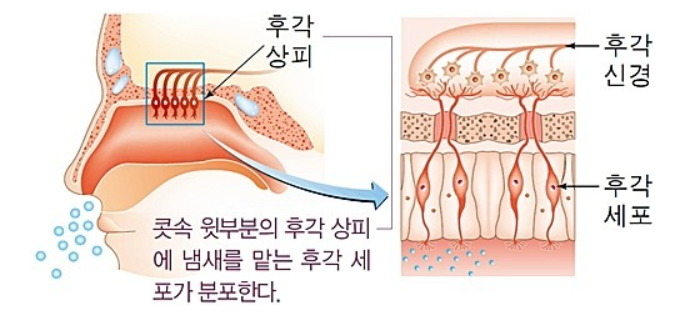 후각
상피
후각
신경
후각
세포
콧속 윗부분의 후각 상피
에 냄새를 맡는 후각 세
포가 분포한다.